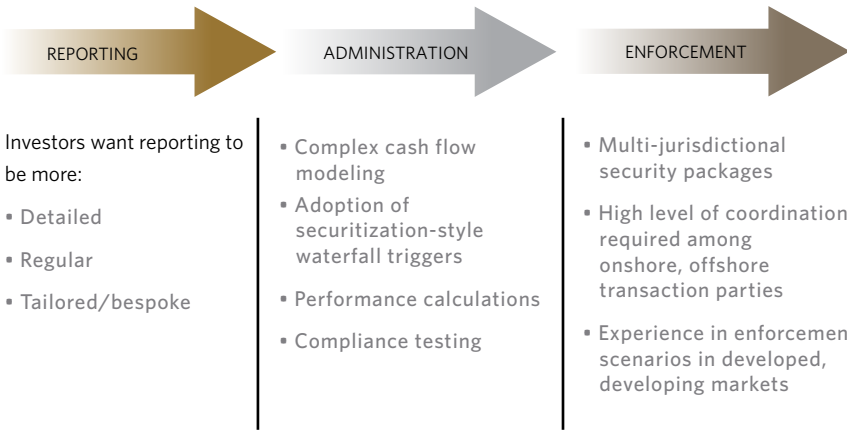 REPORTING
ADMINISTRATION
ENFORCEMENT
Investors want reporting to
be more:
▪ Detailed
▪ Regular
▪ Tailored/bespoke
▪ Complex cash flow
modeling
▪ Adoption of
securitization-style
waterfall triggers
▪ Performance calculations
▪ Compliance testing
▪ Multi-jurisdictional
security packages
▪ High level of coordination
required among
onshore, offshore
transaction parties
▪ Experience in enforcemen
scenarios in developed,
developing markets